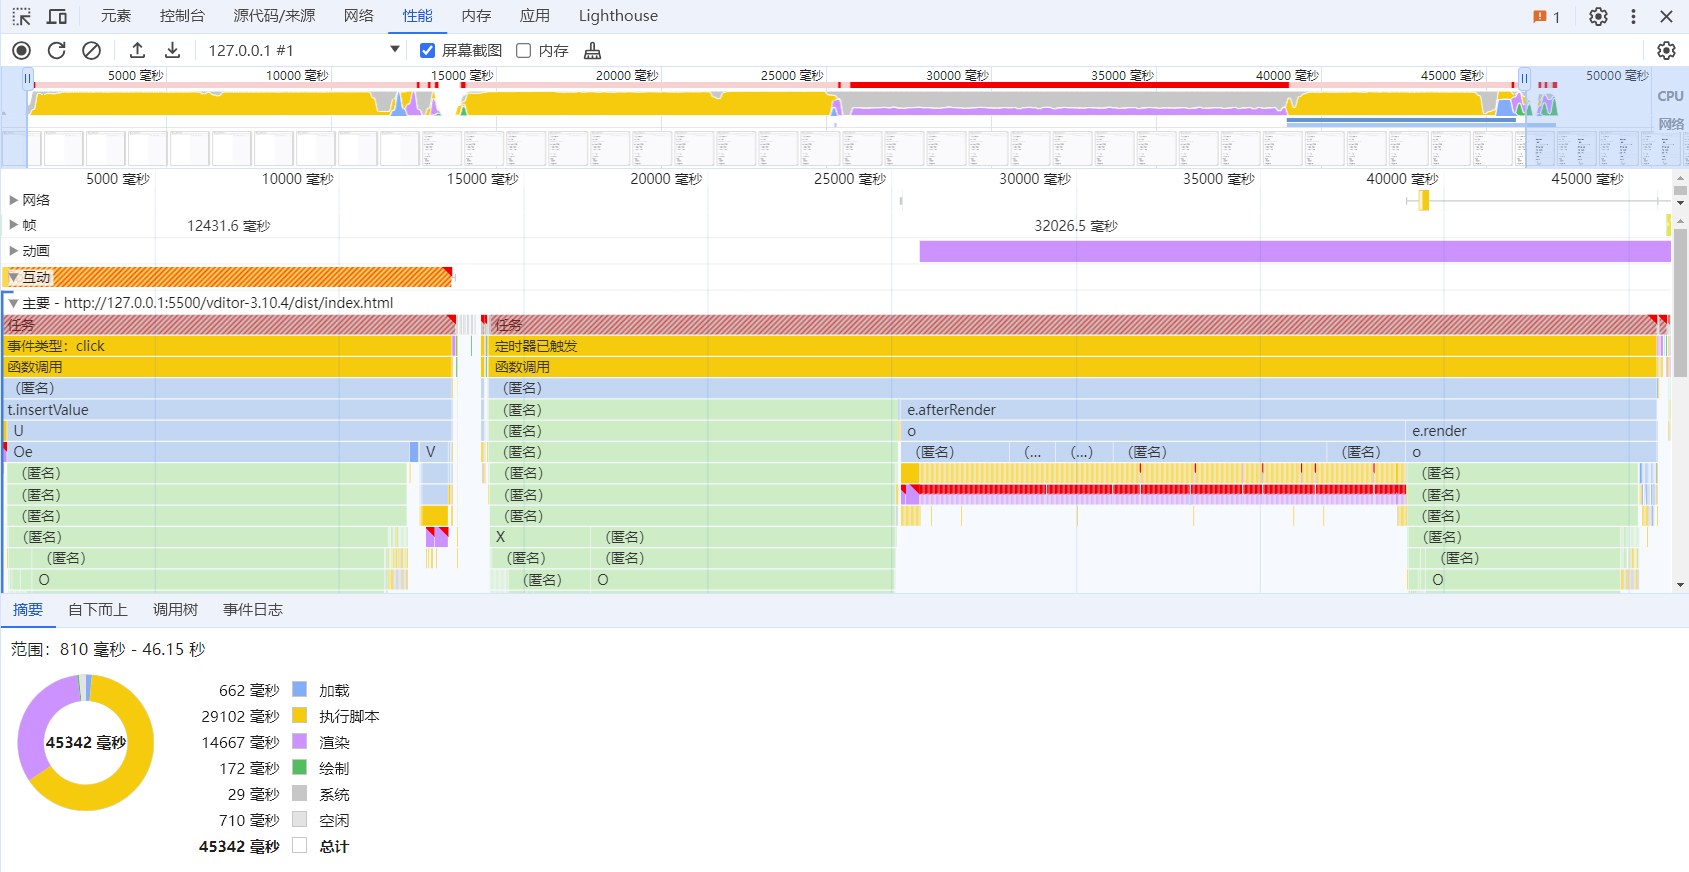 元素 控制台 源代码/来源 网络 性能 内存 应用 Lighthouse 1
127.0.0.1 #1 屏幕截图 内存
5000 毫秒 10000 毫秒 15000 毫秒 20000 毫秒 25000 毫秒 30000 毫秒 35000 毫秒 40000 毫秒 45000 毫秒 50000 毫秒
CPU
网络
5000 毫秒 10000 毫秒 15000 毫秒 20000 毫秒 25000 毫秒 30000 毫秒 35000 毫秒 40000 毫秒 45000 毫秒
网络
帧 12431.6 毫秒 32026.5 毫秒
动画
互动
主要 - http://127.0.0.1:5500/vditor-3.10.4/dist/index.html
任务 任务
事件类型：click 定时器已触发
函数调用 函数调用
（匿名） （匿名）
t.insertValue （匿名） e.afterRender
U （匿名） o e.render
Oe V （匿名） （匿名） （... （...） （匿名） （匿名） o
（匿名） （匿名） （匿名）
（匿名） （匿名） （匿名）
（匿名） （匿名） （匿名）
（匿名） X （匿名） （匿名）
（匿名） （匿名） （匿名） （匿名）
O （匿名） O O
摘要 自下而上 调用树 事件日志
范围：810 毫秒 - 46.15 秒
45342 毫秒
662 毫秒 加载
29102 毫秒 执行脚本
14667 毫秒 渲染
172 毫秒 绘制
29 毫秒 系统
710 毫秒 空闲
45342 毫秒 总计